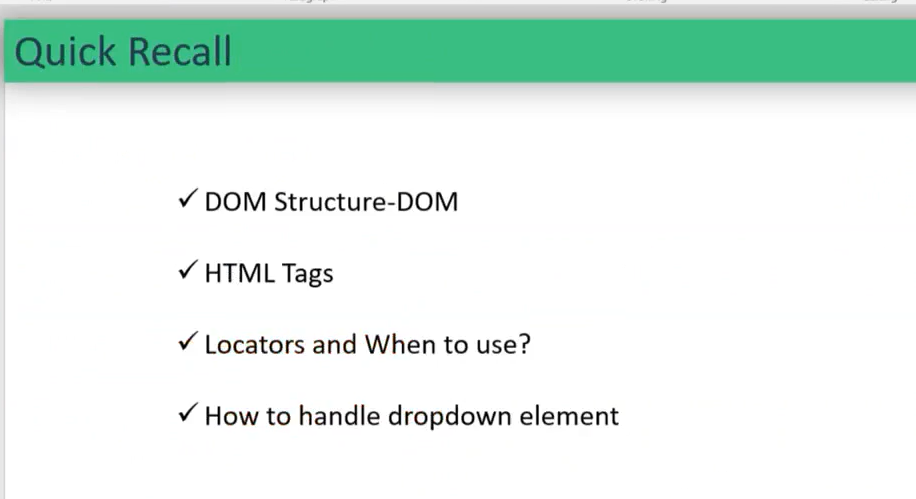 Quick Recall
✓ DOM Structure-DOM
✓ HTML Tags
✓ Locators and When to use?
✓ How to handle dropdown element